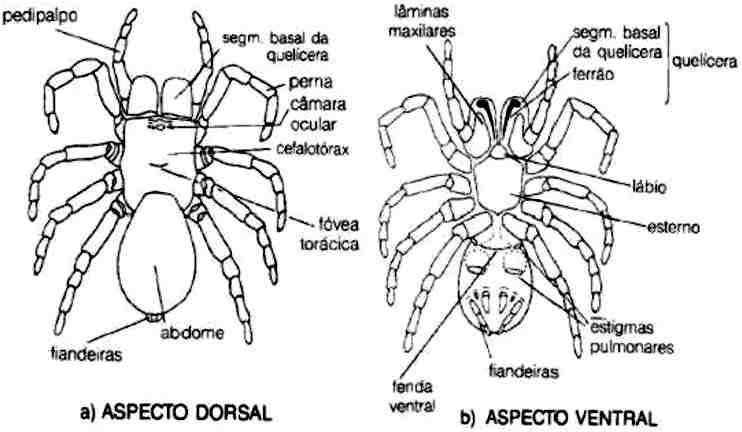 pedipalpo
segm. basal da
quelícera
perna
câmara
ocular
cefalotórax
fóvea
torácica
abdome
fiandeiras
a) ASPECTO DORSAL
lâminas
maxilares
segm. basal
da quelícera
ferrão
quelícera
lábio
esterno
estigmas
pulmonares
fiandeiras
fenda
ventral
b) ASPECTO VENTRAL